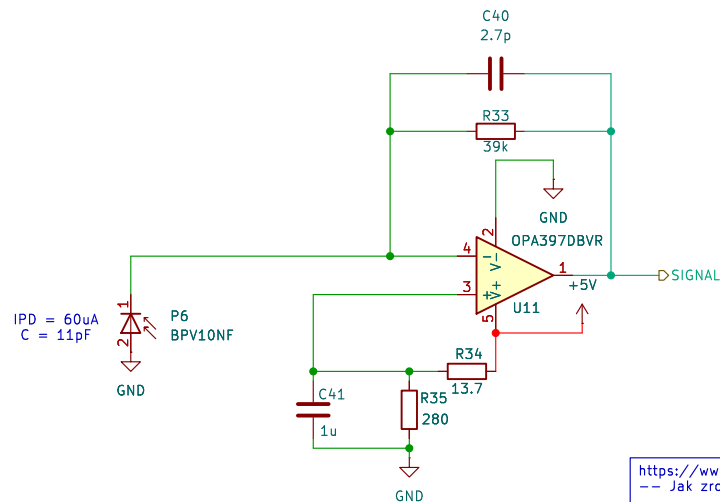 C40
2.7p
R33
39k
GND
2
OPA397DBVR
4
V-
1
SIGNAL
3
V+
+5V
U11
5
1
IPD = 60uA
C = 11pF
P6
BPV10NF
2
GND
R34
13.7
C41
1u
R35
280
GND
https://ww
-- Jak zro